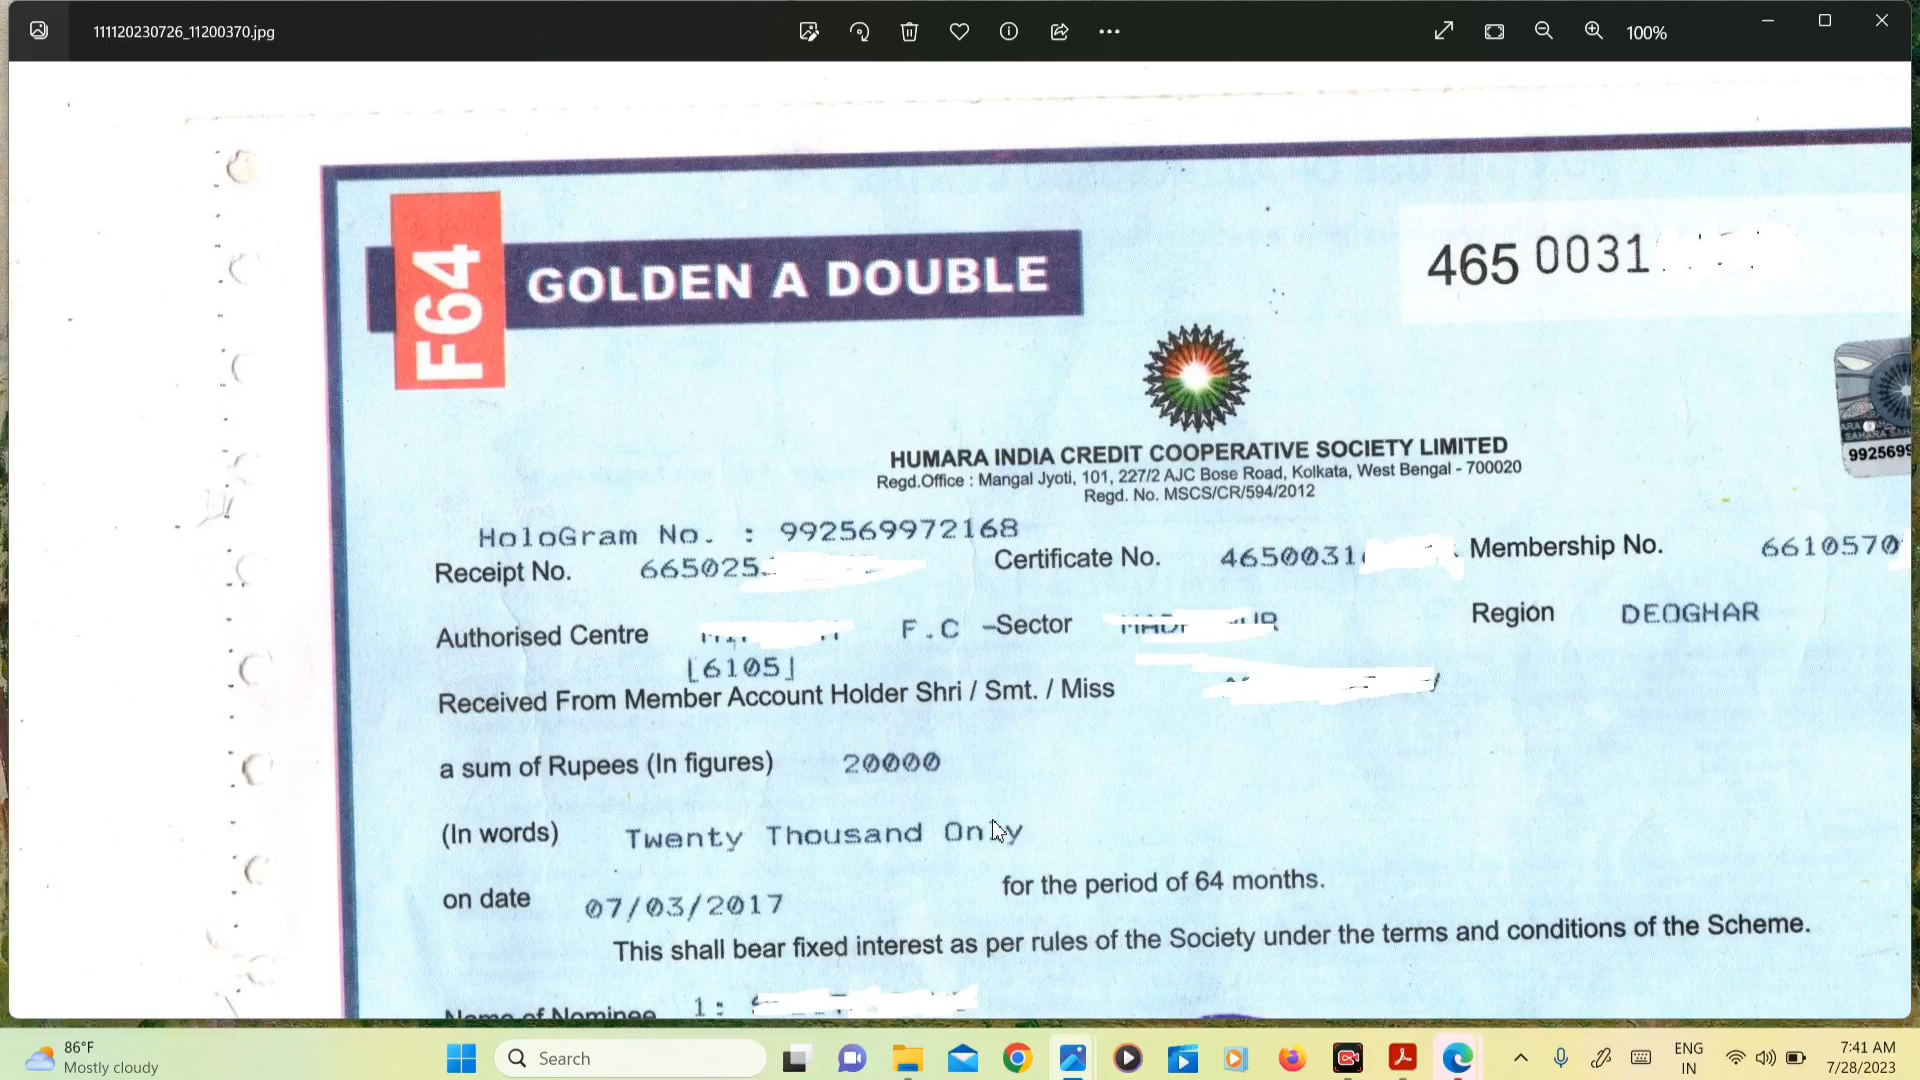 111120230726_11200370.jpg
100%
F64
GOLDEN A DOUBLE
465 0031
HUMARA INDIA CREDIT COOPERATIVE SOCIETY LIMITED
Regd.Office : Mangal Jyoti, 101, 227/2 AJC Bose Road, Kolkata, West Bengal - 700020
Regd. No. MSCS/CR/594/2012
9925699
HoloGram No. : 992569972168
Receipt No. 665025 Certificate No. 4650031 Membership No. 6610570
Authorised Centre F.C - Sector Region DEOGHAR
[6105]
Received From Member Account Holder Shri / Smt. / Miss
a sum of Rupees (In figures) 20000
(In words) Twenty Thousand Only
on date 07/03/2017 for the period of 64 months.
This shall bear fixed interest as per rules of the Society under the terms and conditions of the Scheme.
Name of Nominee 1:
86°F
Mostly cloudy
Search
ENG
IN
7:41 AM
7/28/2023